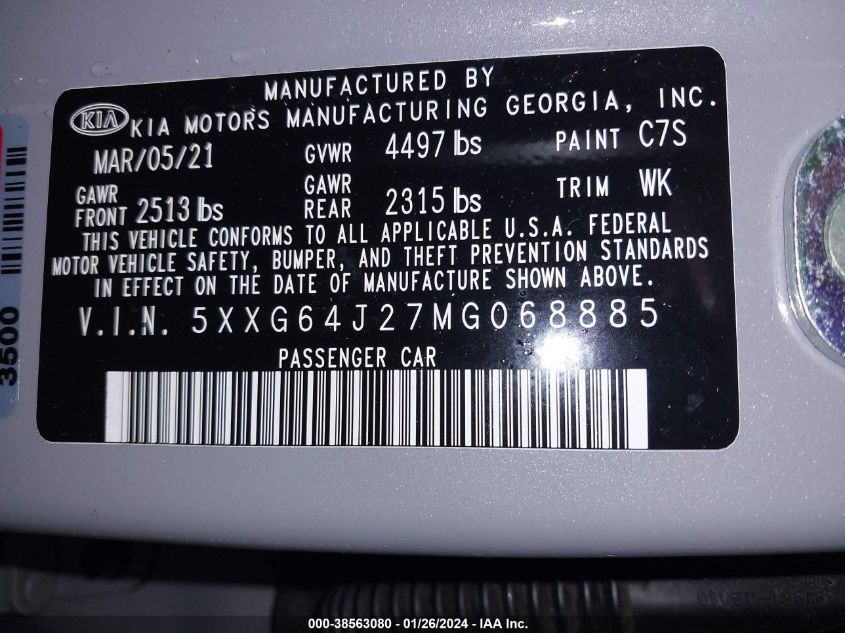 MANUFACTURED BY
KIA KIA MOTORS MANUFACTURING GEORGIA, INC.
MAR/05/21 GVWR 4497 lbs PAINT C7S
GAWR FRONT 2513 lbs GAWR REAR 2315 lbs TRIM WK
THIS VEHICLE CONFORMS TO ALL APPLICABLE U.S.A. FEDERAL
MOTOR VEHICLE SAFETY, BUMPER, AND THEFT PREVENTION STANDARDS
IN EFFECT ON THE DATE OF MANUFACTURE SHOWN ABOVE.
V.I.N. 5XXG64J27MG068885
PASSENGER CAR
3500
000-38563080 - 01/26/2024 - IAA Inc.